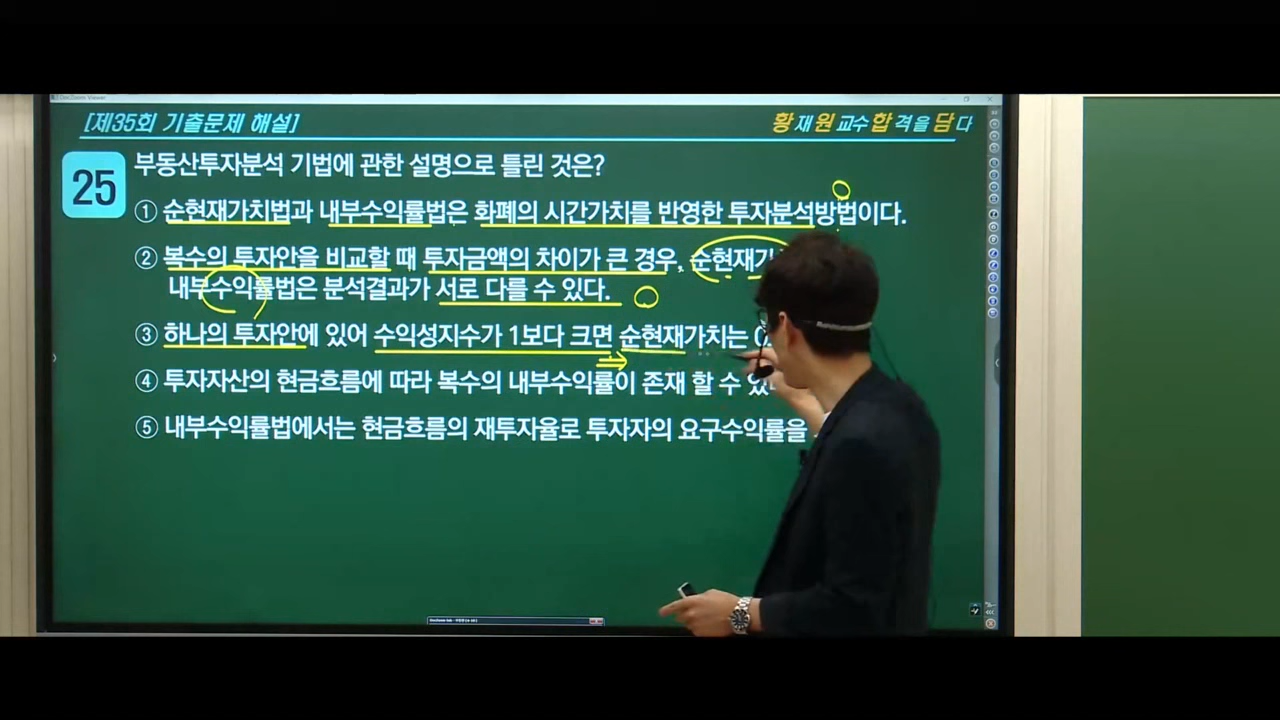 [제35회 기출문제 해설]
황재원 교수 합격을 담다
25
부동산투자분석 기법에 관한 설명으로 틀린 것은?
① 순현재가치법과 내부수익률법은 화폐의 시간가치를 반영한 투자분석방법이다.
② 복수의 투자안을 비교할 때 투자금액의 차이가 큰 경우, 순현재가
내부수익률법은 분석결과가 서로 다를 수 있다.
③ 하나의 투자안에 있어 수익성지수가 1보다 크면 순현재가치는
④ 투자자산의 현금흐름에 따라 복수의 내부수익률이 존재 할 수
⑤ 내부수익률법에서는 현금흐름의 재투자율로 투자자의 요구수익률을